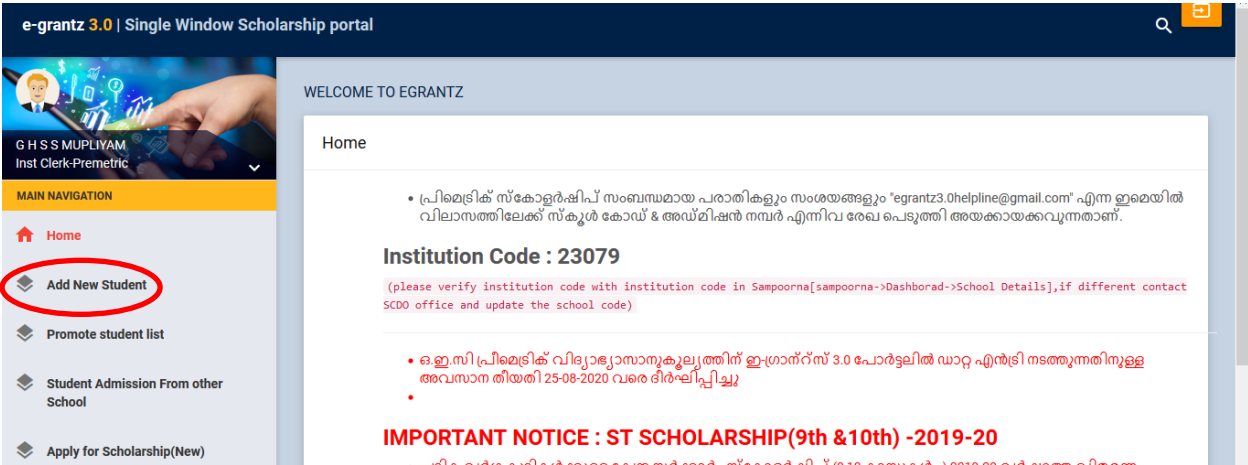 e-grantz 3.0 | Single Window Scholarship portal
G H S S MUPLIYAM
Inst Clerk-Premetric
MAIN NAVIGATION
Home
Add New Student
Promote student list
Student Admission From other
School
Apply for Scholarship(New)
WELCOME TO EGRANTZ
Home
• പ്രിമെട്രിക് സ്കോളർഷിപ് സംബന്ധമായ പരാതികളും സംശയങ്ങളും "egrantz3.0helpline@gmail.com" എന്ന ഇമെയിൽ
വിലാസത്തിലേക്ക് സ്കൂൾ കോഡ് & അഡ്മിഷൻ നമ്പർ എന്നിവ രേഖ പെടുത്തി അയക്കായക്കവുന്നതാണ്.
Institution Code : 23079
(please verify institution code with institution code in Sampoorna[sampoorna->Dashborad->School Details],if different contact
SCDO office and update the school code)
• ഒ.ഇ.സി പ്രീമെട്രിക് വിദ്യാഭ്യാസാനുകൂല്യത്തിന് ഇ-ഗ്രാന്റ്സ് 3.0 പോർട്ടലിൽ ഡാറ്റ എൻട്രി നടത്തുന്നതിനുള്ള
അവസാന തീയതി 25-08-2020 വരെ ദീർഘിപ്പിച്ചു
•
IMPORTANT NOTICE : ST SCHOLARSHIP(9th &10th) -2019-20